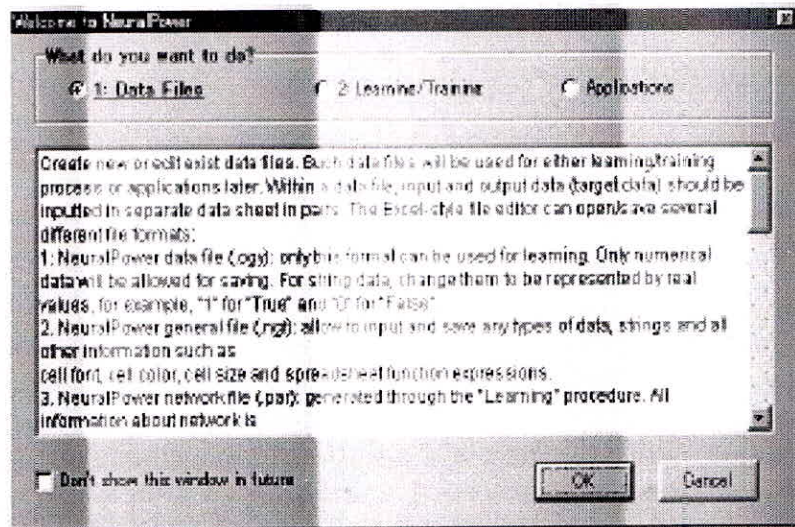 Welcome to NeuralPower
What do you want to do?
1: Data Files
2: Learning/Training
Applications
Create new or edit exist data files. Such data files will be used for either learning/training
process or applications later. Within a data file, input and output data (target data) should be
inputted in separate data sheet in pairs. The Excel-style file editor can open/save several
different file formats:
1: NeuralPower data file (.ogy): only this format can be used for learning. Only numerical
data will be allowed for saving. For string data, change them to be represented by real
values, for example, "1" for "True" and "0" for "False"
2. NeuralPower general file (.ngf): allow to input and save any types of data, strings and all
other information such as
cell font, cell color, cell size and spreadsheet function expressions.
3. NeuralPower network file (.par): generated through the "Learning" procedure. All
information about network is
Don't show this window in future
OK
Cancel